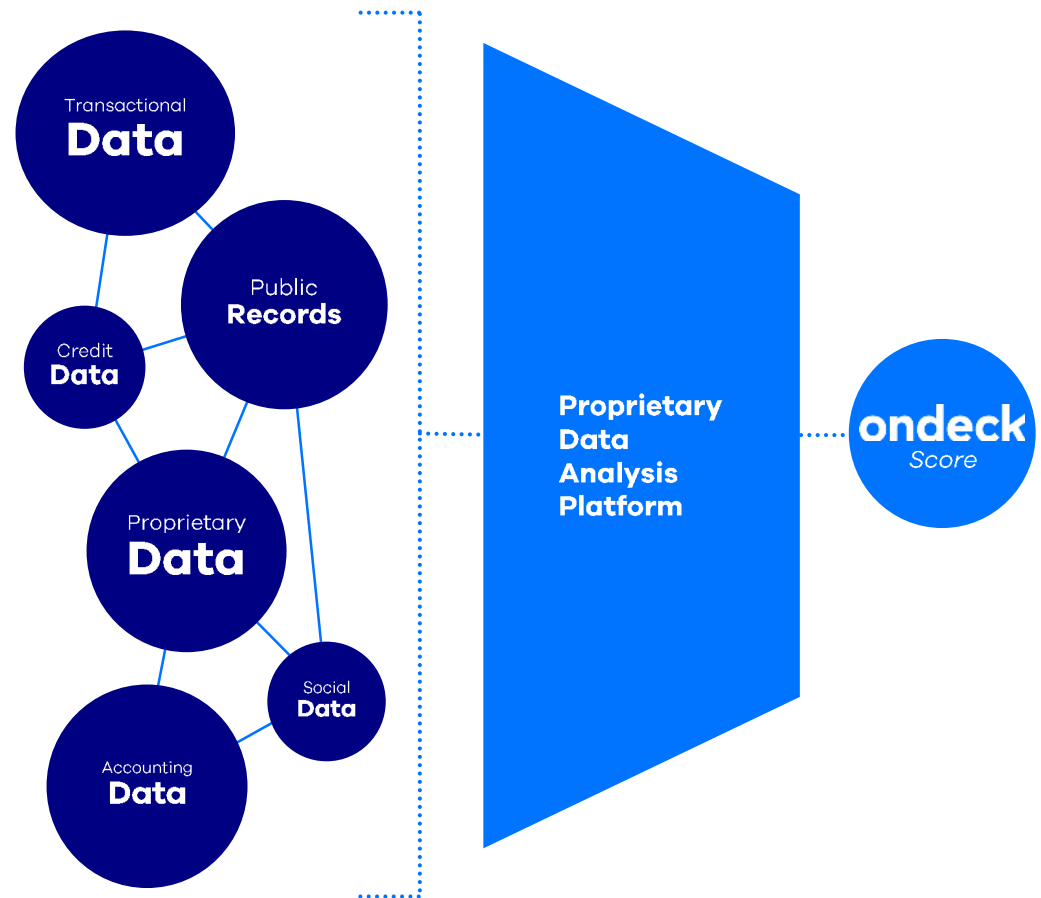 Transactional
Data
Public
Records
Credit
Data
Proprietary
Data
Social
Data
Accounting
Data
Proprietary
Data
Analysis
Platform
ondeck
Score